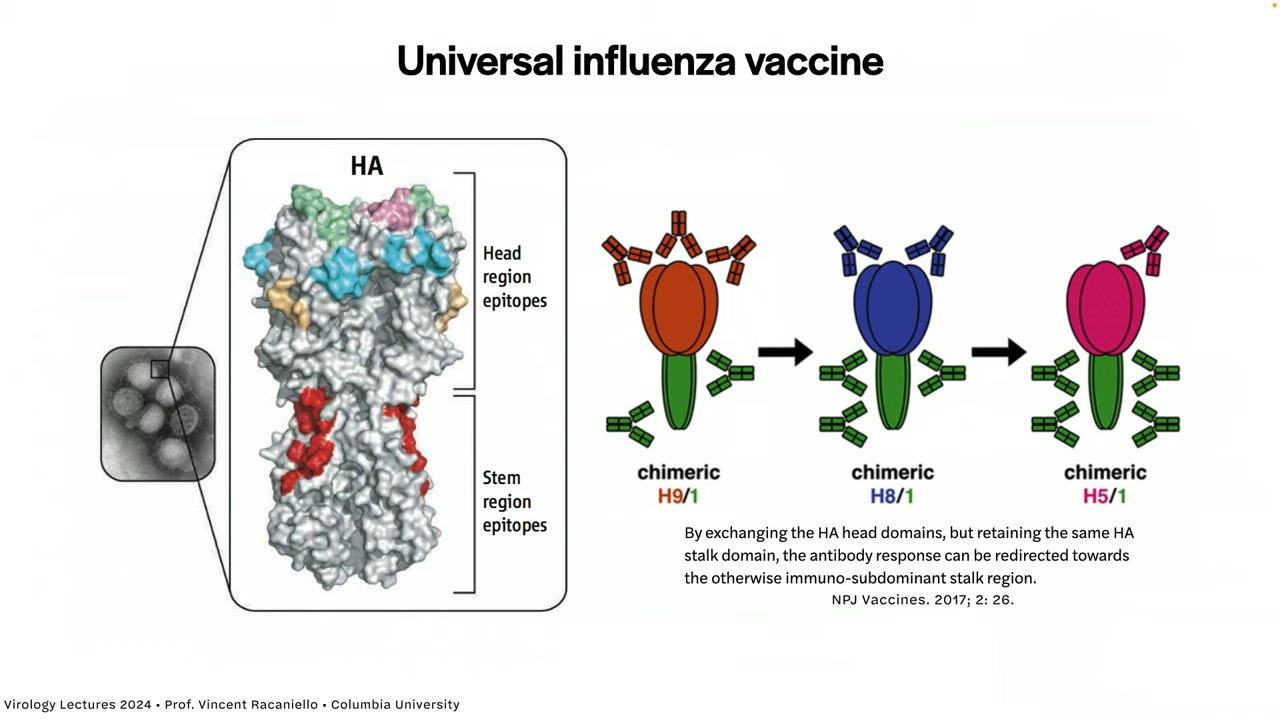 Universal influenza vaccine
HA
Head
region
epitopes
Stem
region
epitopes
chimeric
H9/1
chimeric
H8/1
chimeric
H5/1
By exchanging the HA head domains, but retaining the same HA
stalk domain, the antibody response can be redirected towards
the otherwise immuno-subdominant stalk region.
NPJ Vaccines. 2017; 2: 26.
Virology Lectures 2024 • Prof. Vincent Racaniello • Columbia University